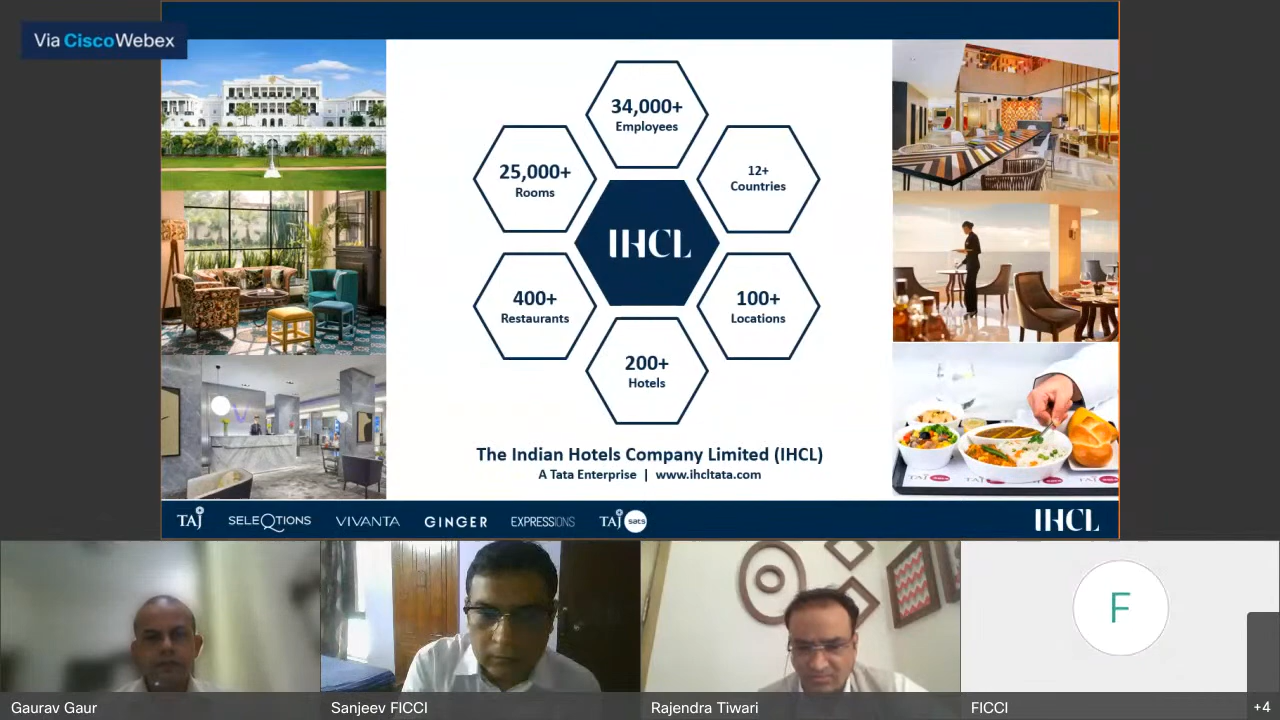 Via Cisco Webex
34,000+
Employees
25,000+
Rooms
12+
Countries
IHCL
400+
Restaurants
100+
Locations
200+
Hotels
The Indian Hotels Company Limited (IHCL)
A Tata Enterprise | www.ihcltata.com
TAJ
SELEQTIONS
VIVANTA
GINGER
EXPRESSIONS
TAJ sats
IHCL
F
Gaurav Gaur
Sanjeev FICCI
Rajendra Tiwari
FICCI
+4